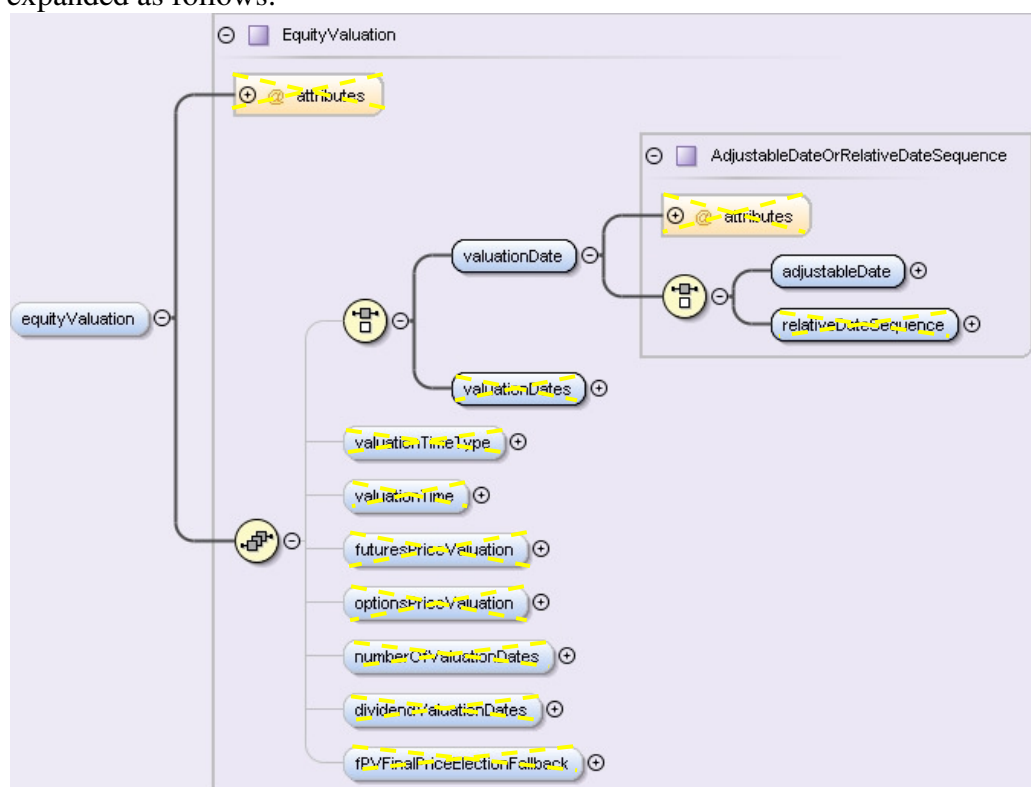 expanded as follows:
EquityValuation
@ attributes
AdjustableDateOrRelativeDateSequence
@ attributes
valuationDate
adjustableDate
relativeDateSequence
equityValuation
valuationDates
valuationTimeType
valuationTime
futuresPriceValuation
optionsPriceValuation
numberOfValuationDates
dividendValuationDates
fPVFinalPriceElectionFallback